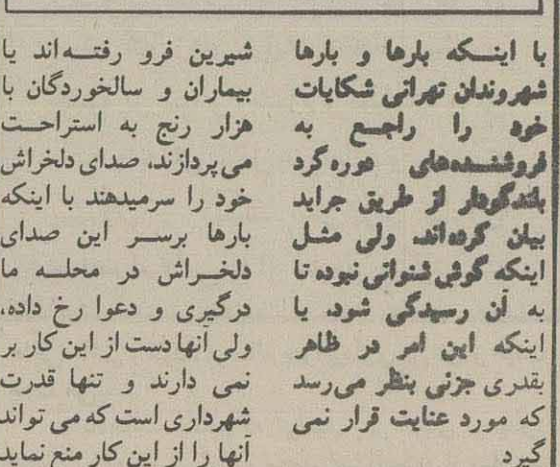 با اینکه بارها و بارها
شهروندان تهرانی شکایات
خود را راجع به
فروشنده‌های دوره‌گرد
بلندگودار از طریق جراید
بیان کرده‌اند، ولی مثل
اینکه گوش شنوائی نبوده تا
به آن رسیدگی شود، یا
اینکه این امر در ظاهر
بقدری جزئی بنظر می‌رسد
که مورد عنایت قرار نمی
گیرد
شیرین فرو رفته‌اند یا
بیماران و سالخوردگان با
هزار رنج به استراحت
می‌پردازند، صدای دلخراش
خود را سرمیدهند با اینکه
بارها برسر این صدای
دلخراش در محله ما
درگیری و دعوا رخ داده،
ولی آنها دست از این کار بر
نمی دارند و تنها قدرت
شهرداری است که می تواند
آنها را از این کار منع نماید